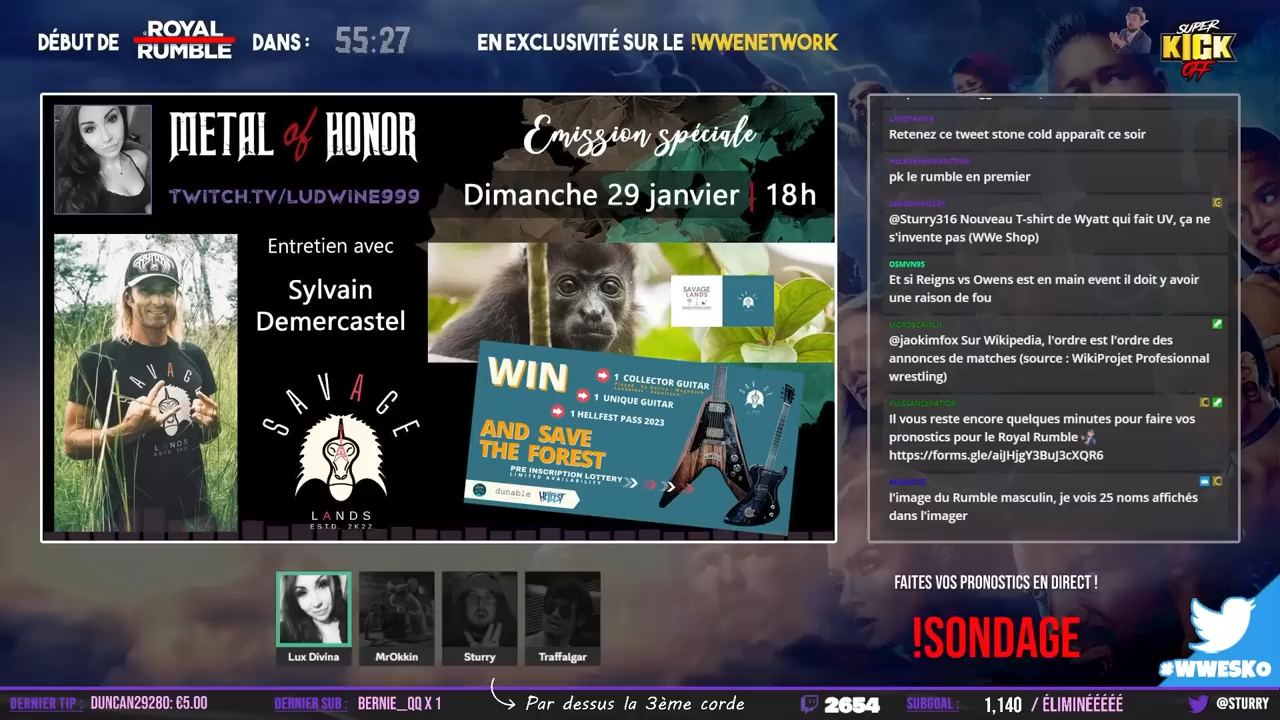 DÉBUT DE
ROYAL
RUMBLE
DANS :
55:27
EN EXCLUSIVITÉ SUR LE !WWENETWORK
SUPER
KICK
OFF
METAL of HONOR
TWITCH.TV/LUDWINE999
Emission spéciale
Dimanche 29 janvier | 18h
Entretien avec
Sylvain
Demercastel
SAVAGE
LANDS
SAVAGE
LANDS
ESTD. 2K22
SAVAGE
LANDS
WIN
1 COLLECTOR GUITAR
1 UNIQUE GUITAR
1 HELLFEST PASS 2023
AND SAVE
THE FOREST
PRE INSCRIPTION LOTTERY
LIMITED AVAILABILITY
dunable
HELLFEST
Retenez ce tweet stone cold apparaît ce soir
pk le rumble en premier
@Sturry316 Nouveau T-shirt de Wyatt qui fait UV, ça ne
s'invente pas (WWe Shop)
OSMVN95
Et si Reigns vs Owens est en main event il doit y avoir
une raison de fou
@jaokimfox Sur Wikipedia, l'ordre est l'ordre des
annonces de matches (source : WikiProjet Profesionnal
wrestling)
Il vous reste encore quelques minutes pour faire vos
pronostics pour le Royal Rumble
https://forms.gle/aiJHjgY3BuJ3cXQR6
l'image du Rumble masculin, je vois 25 noms affichés
dans l'imager
Lux Divina
MrOkkin
Sturry
Traffalgar
FAITES VOS PRONOSTICS EN DIRECT !
!SONDAGE
#WWESKO
DERNIER TIP : DUNCAN29280: €5.00
DERNIER SUB : BERNIE_QQ X 1
Par dessus la 3ème corde
2654
SUBGOAL : 1,140 / ÉLIMINÉÉÉÉÉ
@STURRY